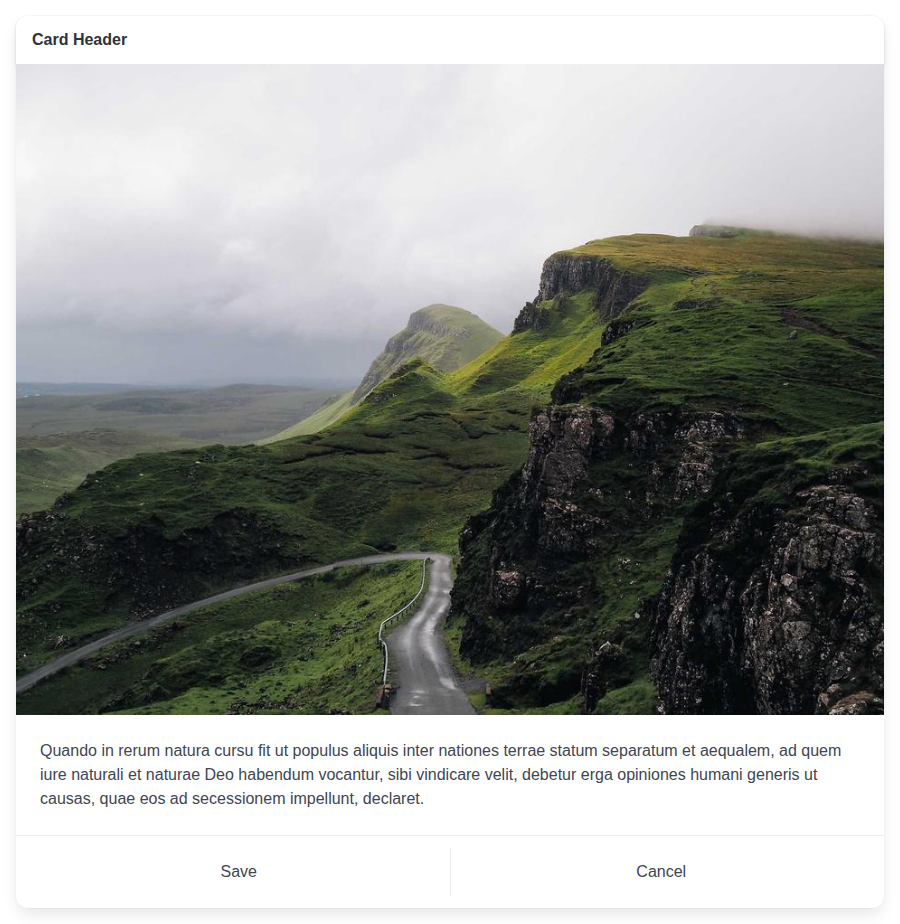 Card Header
Quando in rerum natura cursu fit ut populus aliquis inter nationes terrae statum separatum et aequalem, ad quem
iure naturali et naturae Deo habendum vocantur, sibi vindicare velit, debetur erga opiniones humani generis ut
causas, quae eos ad secessionem impellunt, declaret.
Save
Cancel